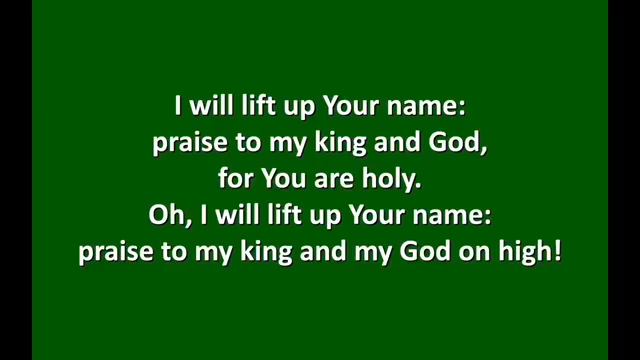 I will lift up Your name:
praise to my king and God,
for You are holy.
Oh, I will lift up Your name:
praise to my king and my God on high!